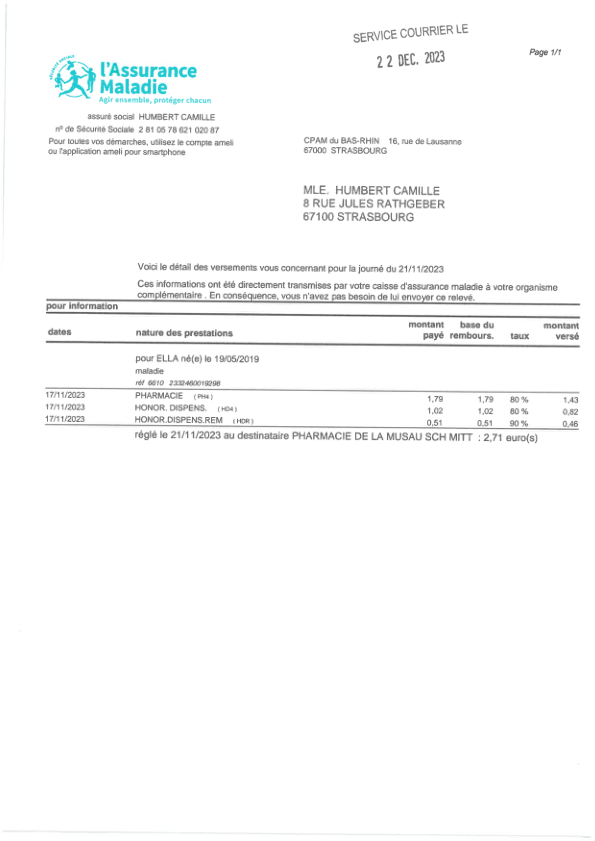 SERVICE COURRIER LE
22 DEC. 2023
Page 1/1
SÉCURITÉ SOCIALE
l'Assurance
Maladie
Agir ensemble, protéger chacun
assuré social HUMBERT CAMILLE
n° de Sécurité Sociale 2 81 05 78 621 020 87
Pour toutes vos démarches, utilisez le compte ameli
ou l'application ameli pour smartphone
CPAM du BAS-RHIN 16, rue de Lausanne
67000 STRASBOURG
MLE. HUMBERT CAMILLE
8 RUE JULES RATHGEBER
67100 STRASBOURG
Voici le détail des versements vous concernant pour la journée du 21/11/2023
Ces informations ont été directement transmises par votre caisse d'assurance maladie à votre organisme
complémentaire . En conséquence, vous n'avez pas besoin de lui envoyer ce relevé.
pour information
dates nature des prestations montant payé base du rembours. taux montant versé
pour ELLA né(e) le 19/05/2019
maladie
réf 6610 2332460019298
17/11/2023 PHARMACIE ( PH4 ) 1,79 1,79 80 % 1,43
17/11/2023 HONOR. DISPENS. ( HD4 ) 1,02 1,02 80 % 0,82
17/11/2023 HONOR.DISPENS.REM ( HDR ) 0,51 0,51 90 % 0,46
réglé le 21/11/2023 au destinataire PHARMACIE DE LA MUSAU SCH MITT : 2,71 euro(s)